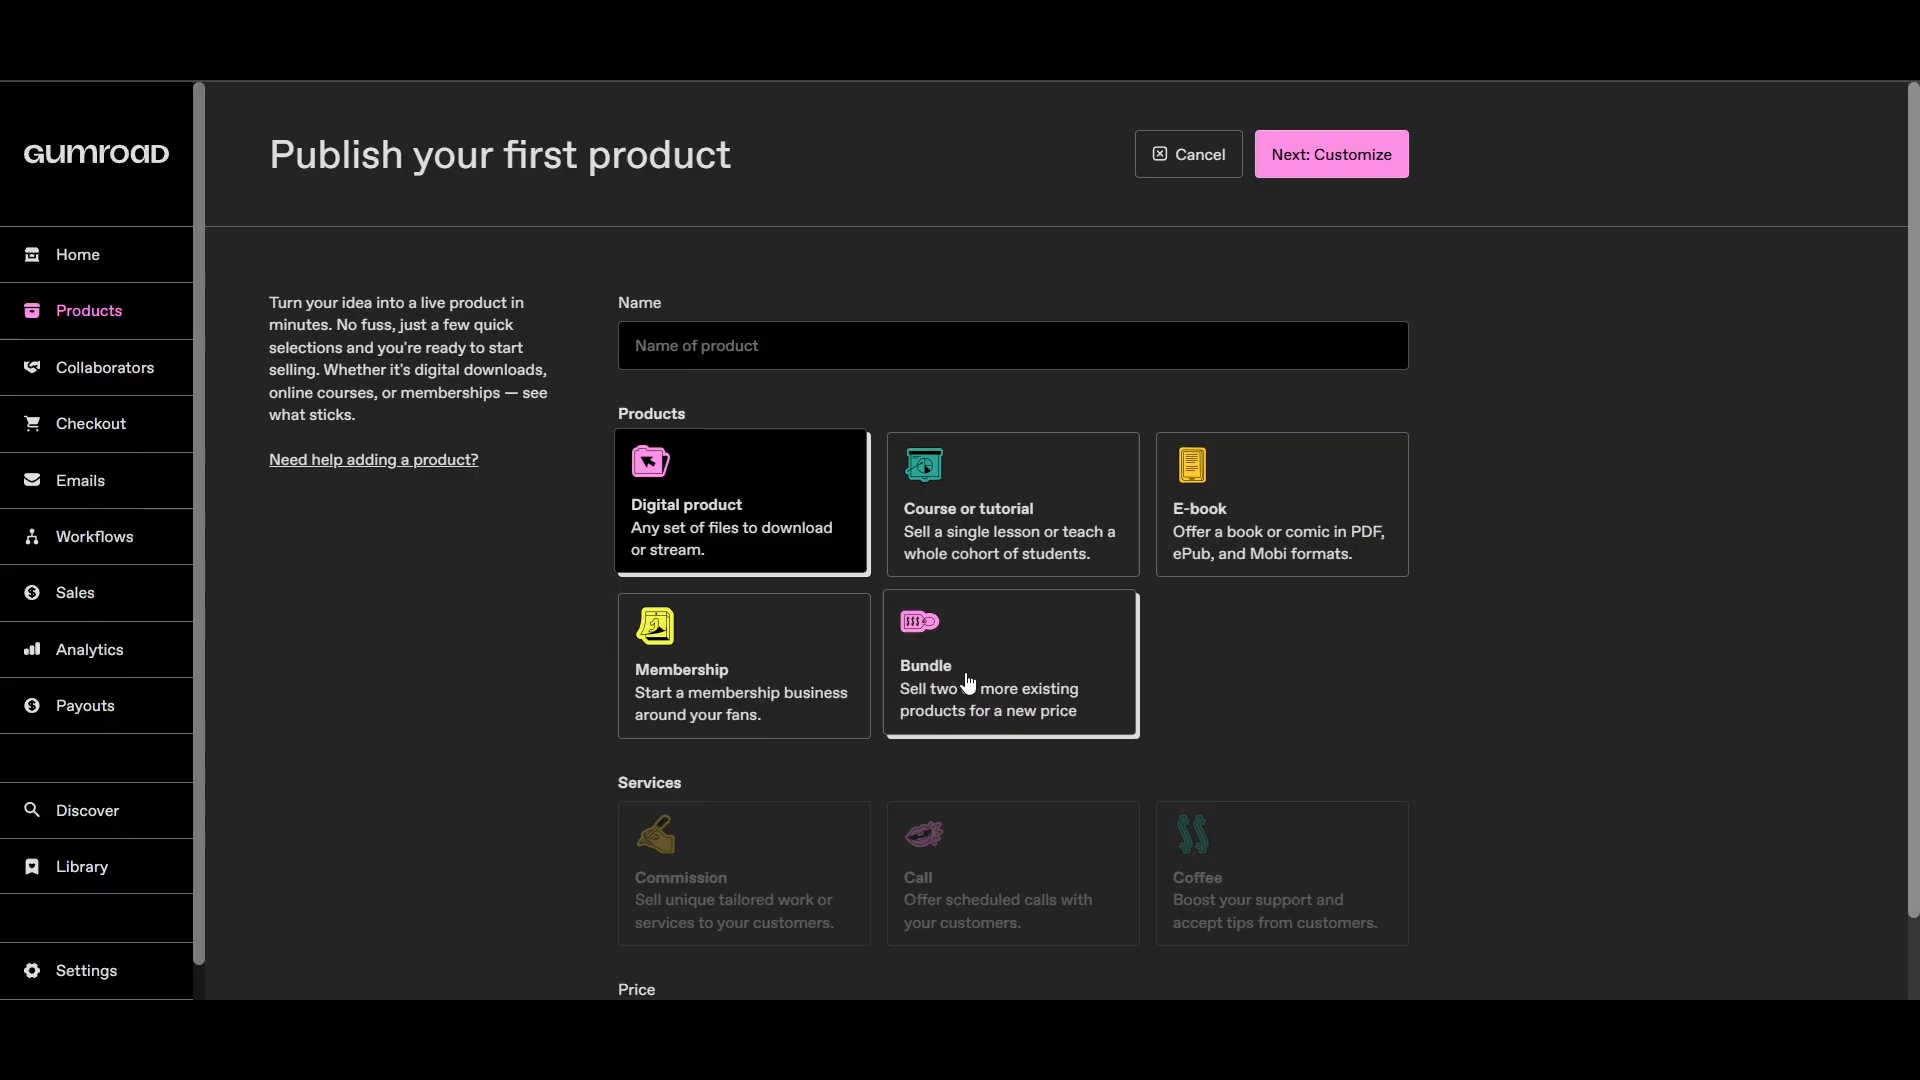 GUMROAD
Home
Products
Collaborators
Checkout
Emails
Workflows
Sales
Analytics
Payouts
Discover
Library
Settings
Publish your first product
Cancel
Next: Customize
Turn your idea into a live product in
minutes. No fuss, just a few quick
selections and you're ready to start
selling. Whether it's digital downloads,
online courses, or memberships — see
what sticks.
Need help adding a product?
Name
Name of product
Products
Digital product
Any set of files to download
or stream.
Course or tutorial
Sell a single lesson or teach a
whole cohort of students.
E-book
Offer a book or comic in PDF,
ePub, and Mobi formats.
Membership
Start a membership business
around your fans.
Bundle
Sell two more existing
products for a new price
Services
Commission
Sell unique tailored work or
services to your customers.
Call
Offer scheduled calls with
your customers.
Coffee
Boost your support and
accept tips from customers.
Price